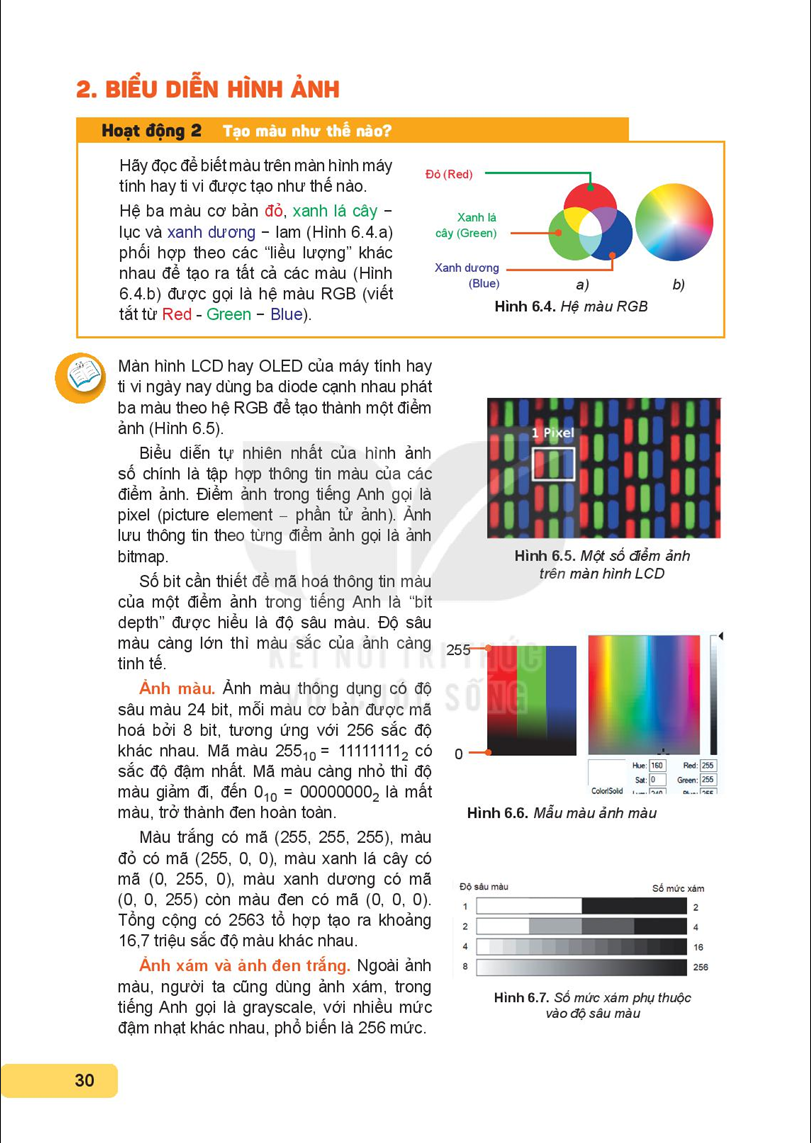 2. BIỂU DIỄN HÌNH ẢNH
Hoạt động 2 Tạo màu như thế nào?
Hãy đọc để biết màu trên màn hình máy
tính hay ti vi được tạo như thế nào.
Hệ ba màu cơ bản đỏ, xanh lá cây –
lục và xanh dương – lam (Hình 6.4.a)
phối hợp theo các “liều lượng” khác
nhau để tạo ra tất cả các màu (Hình
6.4.b) được gọi là hệ màu RGB (viết
tắt từ Red - Green – Blue).
Đỏ (Red)
Xanh lá
cây (Green)
Xanh dương
(Blue)
a)
b)
Hình 6.4. Hệ màu RGB
Màn hình LCD hay OLED của máy tính hay
ti vi ngày nay dùng ba diode cạnh nhau phát
ba màu theo hệ RGB để tạo thành một điểm
ảnh (Hình 6.5).
Biểu diễn tự nhiên nhất của hình ảnh
số chính là tập hợp thông tin màu của các
điểm ảnh. Điểm ảnh trong tiếng Anh gọi là
pixel (picture element – phần tử ảnh). Ảnh
lưu thông tin theo từng điểm ảnh gọi là ảnh
bitmap.
Số bit cần thiết để mã hoá thông tin màu
của một điểm ảnh trong tiếng Anh là “bit
depth” được hiểu là độ sâu màu. Độ sâu
màu càng lớn thì màu sắc của ảnh càng
tinh tế.
Ảnh màu. Ảnh màu thông dụng có độ
sâu màu 24 bit, mỗi màu cơ bản được mã
hoá bởi 8 bit, tương ứng với 256 sắc độ
khác nhau. Mã màu 255₁₀ = 11111111₂ có
sắc độ đậm nhất. Mã màu càng nhỏ thì độ
màu giảm đi, đến 0₁₀ = 00000000₂ là mất
màu, trở thành đen hoàn toàn.
Màu trắng có mã (255, 255, 255), màu
đỏ có mã (255, 0, 0), màu xanh lá cây có
mã (0, 255, 0), màu xanh dương có mã
(0, 0, 255) còn màu đen có mã (0, 0, 0).
Tổng cộng có 2563 tổ hợp tạo ra khoảng
16,7 triệu sắc độ màu khác nhau.
Ảnh xám và ảnh đen trắng. Ngoài ảnh
màu, người ta cũng dùng ảnh xám, trong
tiếng Anh gọi là grayscale, với nhiều mức
đậm nhạt khác nhau, phổ biến là 256 mức.
1 Pixel
Hình 6.5. Một số điểm ảnh
trên màn hình LCD
255
0
Hue: 160 Red: 255
Sat: 0 Green: 255
Color|Solid
Hình 6.6. Mẫu màu ảnh màu
Độ sâu màu Số mức xám
1 2
2 4
4 16
8 256
Hình 6.7. Số mức xám phụ thuộc
vào độ sâu màu
KẾT NỐI TRI THỨC
VỚI CUỘC SỐNG
30